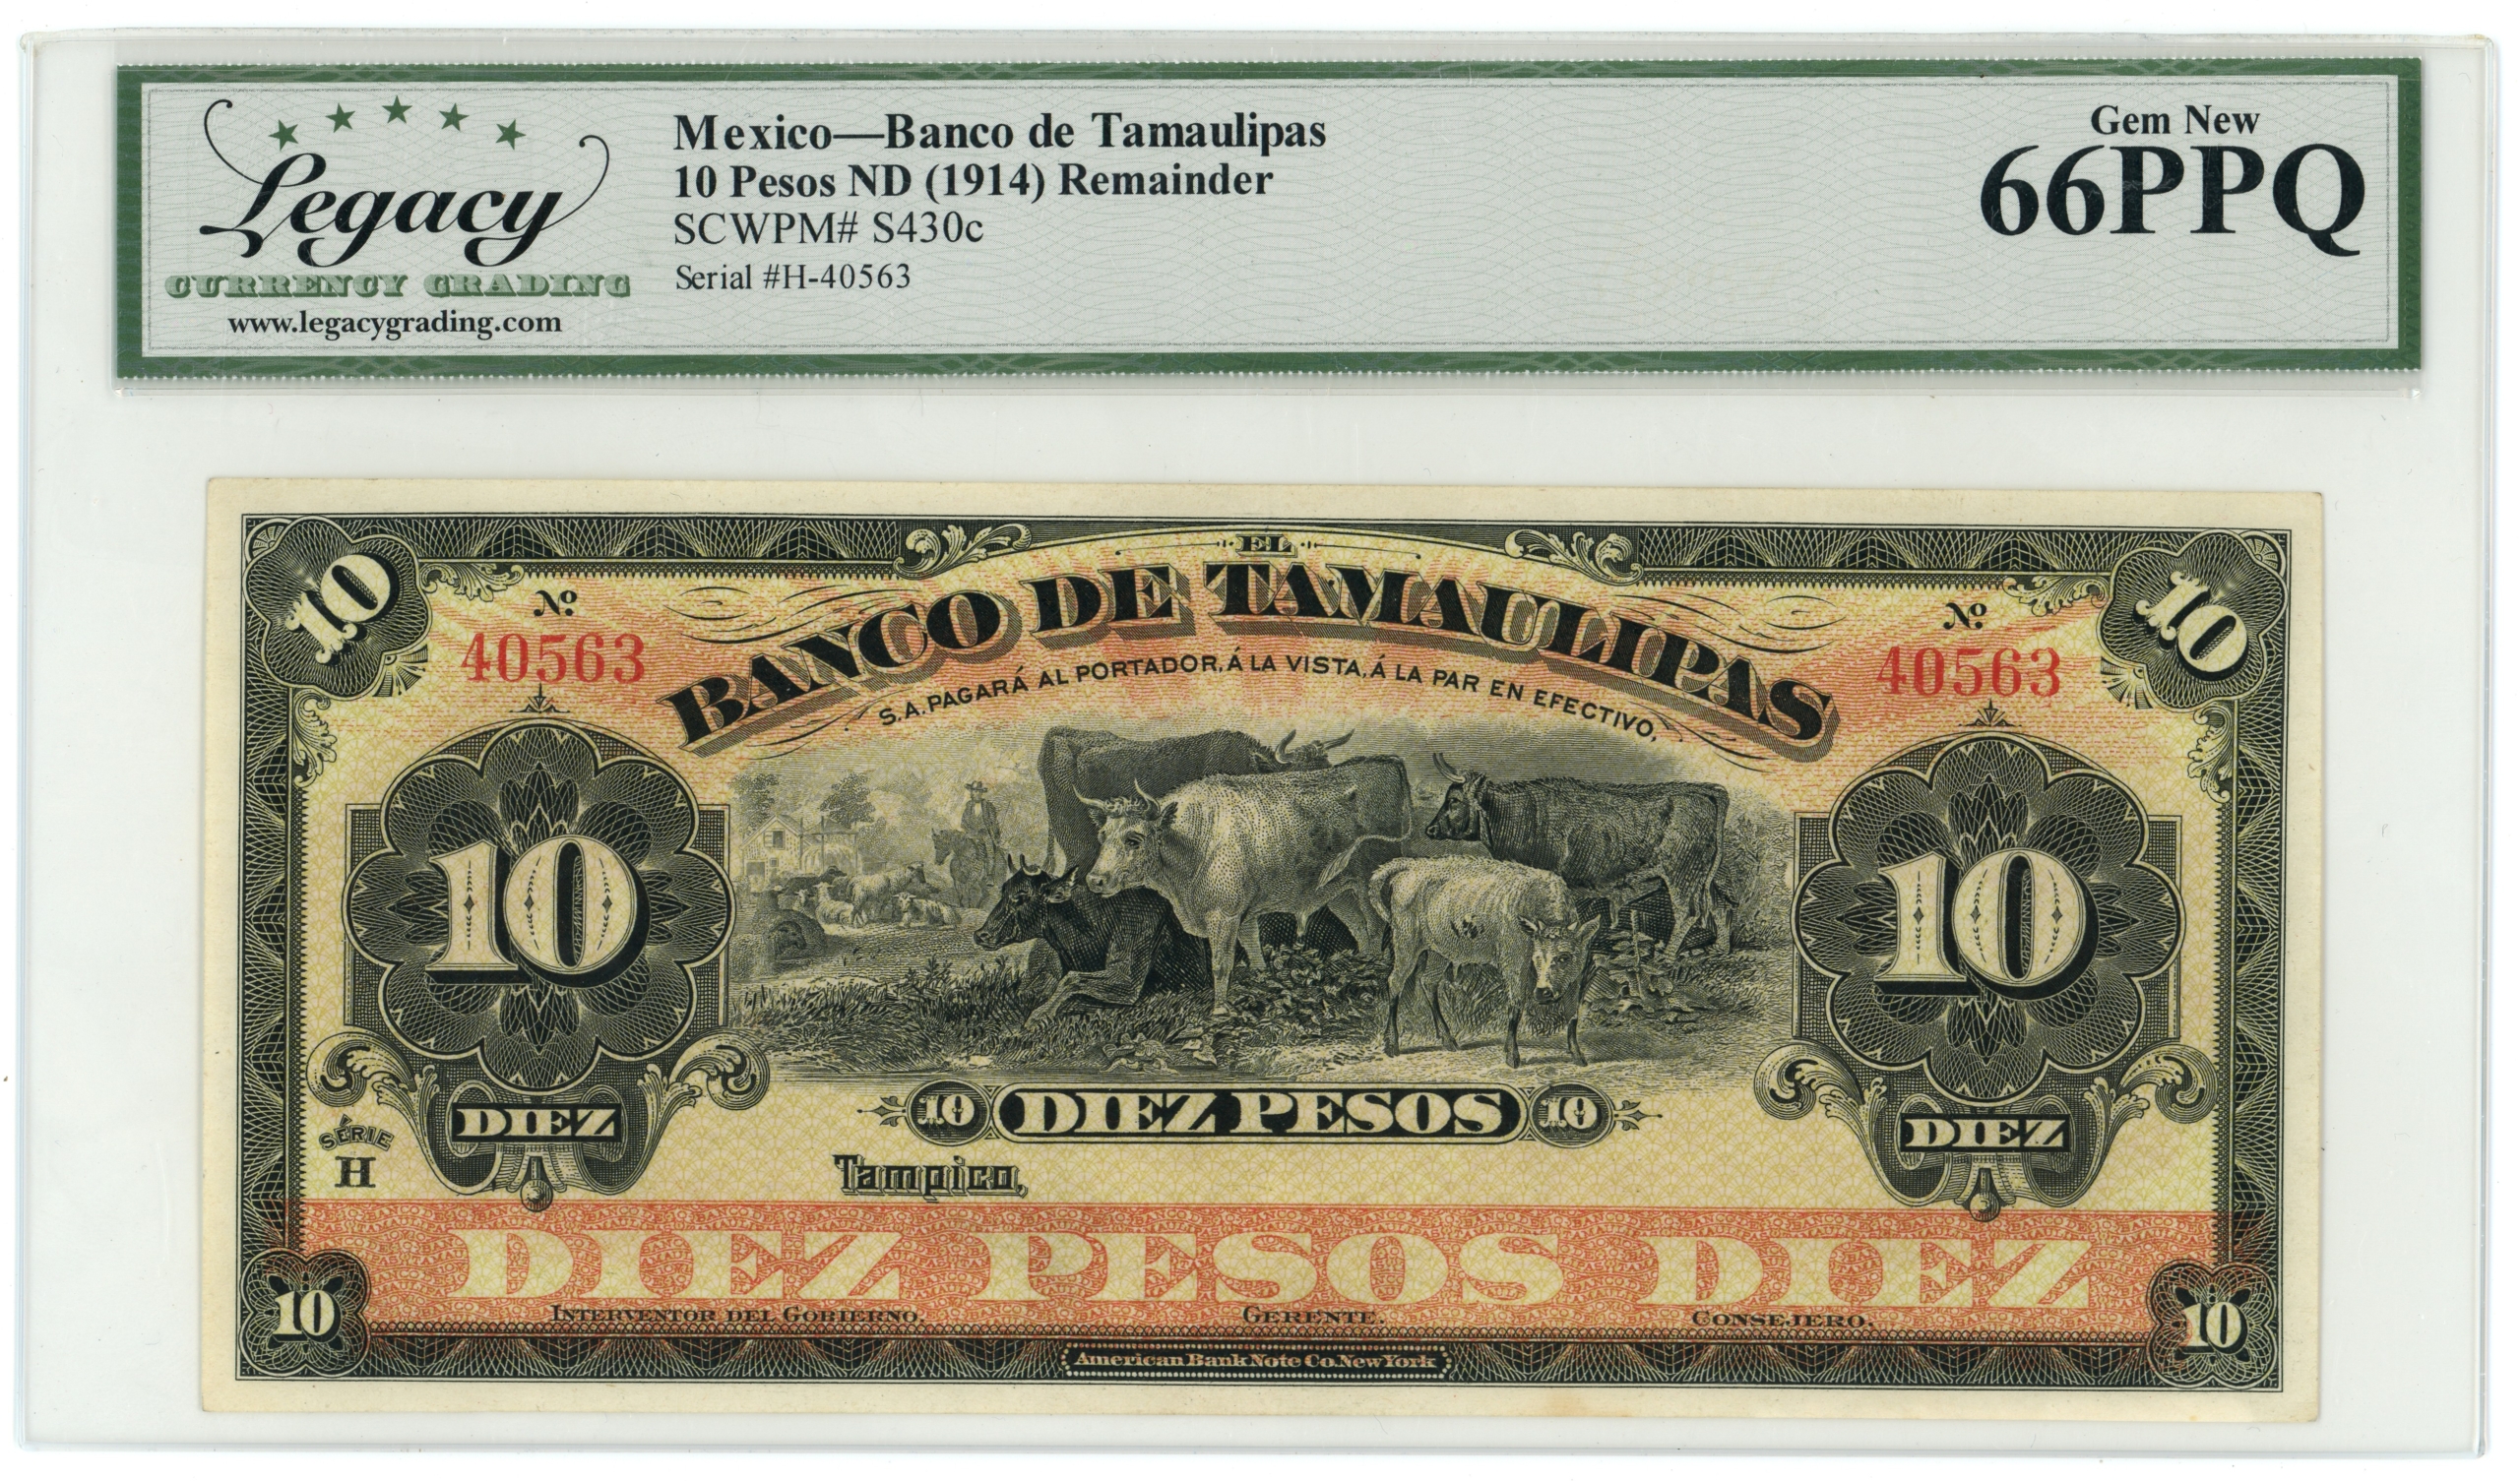 Legacy
CURRENCY GRADING
www.legacygrading.com
Mexico—Banco de Tamaulipas
10 Pesos ND (1914) Remainder
SCWPM# S430c
Serial #H-40563
Gem New
66PPQ
10
10
EL
BANCO DE TAMAULIPAS
S.A. PAGARÁ AL PORTADOR, Á LA VISTA, Á LA PAR EN EFECTIVO.
Nº
40563
Nº
40563
10
10
DIEZ
10 DIEZ PESOS 10
DIEZ
SÉRIE
H
Tampico,
DIEZ PESOS DIEZ
10
INTERVENTOR DEL GOBIERNO.
GERENTE.
CONSEJERO.
10
American Bank Note Co. New York